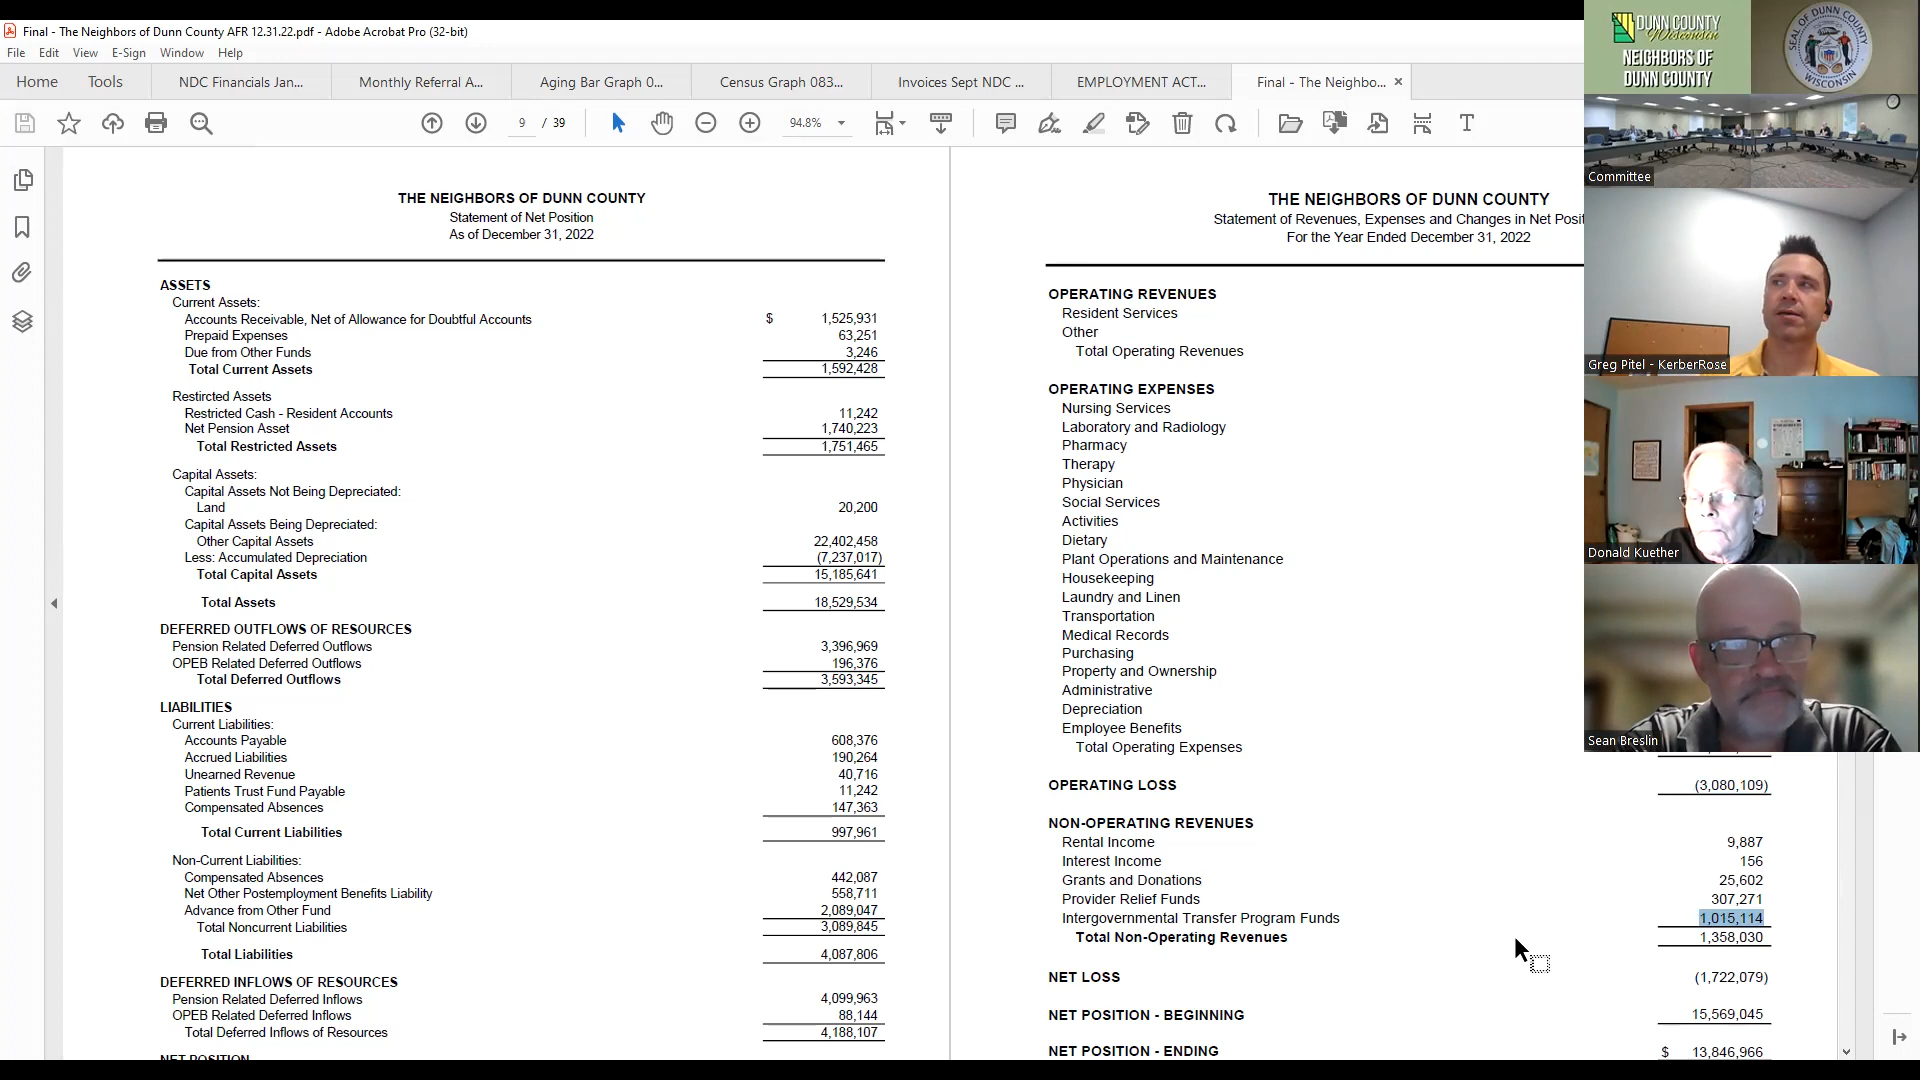 Final - The Neighbors of Dunn County AFR 12.31.22.pdf - Adobe Acrobat Pro (32-bit)
File Edit View E-Sign Window Help
Home Tools NDC Financials Jan... Monthly Referral A... Aging Bar Graph 0... Census Graph 083... Invoices Sept NDC ... EMPLOYMENT ACT... Final - The Neighbo... ×
9 / 39 94.8%
THE NEIGHBORS OF DUNN COUNTY
Statement of Net Position
As of December 31, 2022
ASSETS
Current Assets:
Accounts Receivable, Net of Allowance for Doubtful Accounts $ 1,525,931
Prepaid Expenses 63,251
Due from Other Funds 3,246
Total Current Assets 1,592,428
Restircted Assets
Restricted Cash - Resident Accounts 11,242
Net Pension Asset 1,740,223
Total Restricted Assets 1,751,465
Capital Assets:
Capital Assets Not Being Depreciated:
Land 20,200
Capital Assets Being Depreciated:
Other Capital Assets 22,402,458
Less: Accumulated Depreciation (7,237,017)
Total Capital Assets 15,185,641
Total Assets 18,529,534
DEFERRED OUTFLOWS OF RESOURCES
Pension Related Deferred Outflows 3,396,969
OPEB Related Deferred Outflows 196,376
Total Deferred Outflows 3,593,345
LIABILITIES
Current Liabilities:
Accounts Payable 608,376
Accrued Liabilities 190,264
Unearned Revenue 40,716
Patients Trust Fund Payable 11,242
Compensated Absences 147,363
Total Current Liabilities 997,961
Non-Current Liabilities:
Compensated Absences 442,087
Net Other Postemployment Benefits Liability 558,711
Advance from Other Fund 2,089,047
Total Noncurrent Liabilities 3,089,845
Total Liabilities 4,087,806
DEFERRED INFLOWS OF RESOURCES
Pension Related Deferred Inflows 4,099,963
OPEB Related Deferred Inflows 88,144
Total Deferred Inflows of Resources 4,188,107
NET POSITION
THE NEIGHBORS OF DUNN COUNTY
Statement of Revenues, Expenses and Changes in Net Posit
For the Year Ended December 31, 2022
OPERATING REVENUES
Resident Services
Other
Total Operating Revenues
OPERATING EXPENSES
Nursing Services
Laboratory and Radiology
Pharmacy
Therapy
Physician
Social Services
Activities
Dietary
Plant Operations and Maintenance
Housekeeping
Laundry and Linen
Transportation
Medical Records
Purchasing
Property and Ownership
Administrative
Depreciation
Employee Benefits
Total Operating Expenses
OPERATING LOSS (3,080,109)
NON-OPERATING REVENUES
Rental Income 9,887
Interest Income 156
Grants and Donations 25,602
Provider Relief Funds 307,271
Intergovernmental Transfer Program Funds 1,015,114
Total Non-Operating Revenues 1,358,030
NET LOSS (1,722,079)
NET POSITION - BEGINNING 15,569,045
NET POSITION - ENDING $ 13,846,966
DUNN COUNTY
Wisconsin
NEIGHBORS OF
DUNN COUNTY
SEAL OF DUNN COUNTY
WISCONSIN
Committee
Greg Pitel - KerberRose
Donald Kuether
Sean Breslin